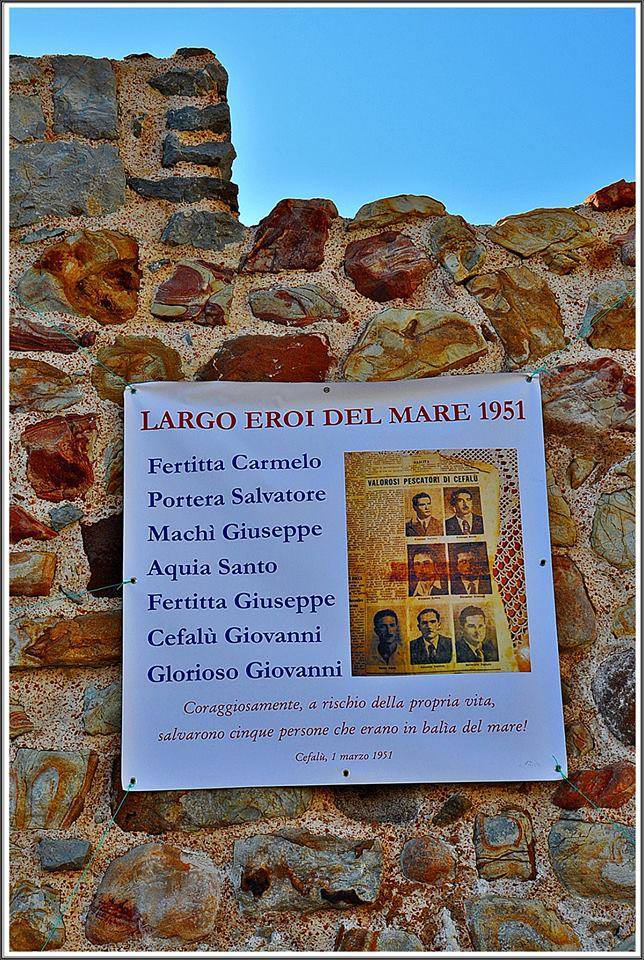 LARGO EROI DEL MARE 1951
Fertitta Carmelo
Portera Salvatore
Machì Giuseppe
Aquia Santo
Fertitta Giuseppe
Cefalù Giovanni
Glorioso Giovanni
VALOROSI PESCATORI DI CEFALÙ
Coraggiosamente, a rischio della propria vita,
salvarono cinque persone che erano in balìa del mare!
Cefalù, 1 marzo 1951